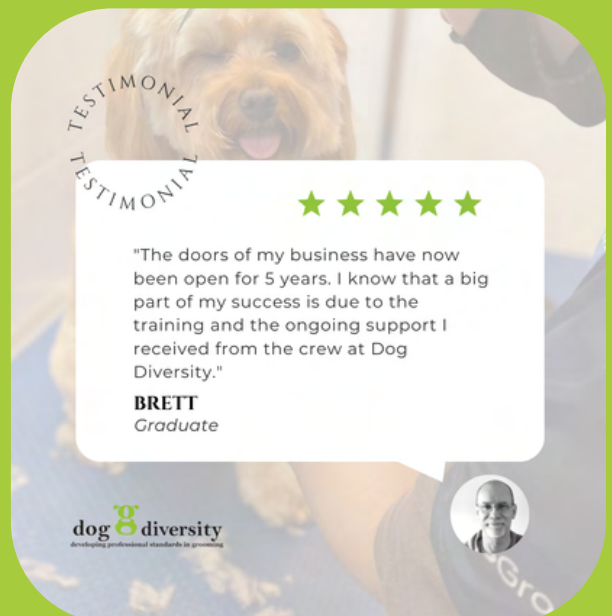 TESTIMONIAL
TESTIMONIAL
"The doors of my business have now
been open for 5 years. I know that a big
part of my success is due to the
training and the ongoing support I
received from the crew at Dog
Diversity."
BRETT
Graduate
dog diversity
developing professional standards in grooming